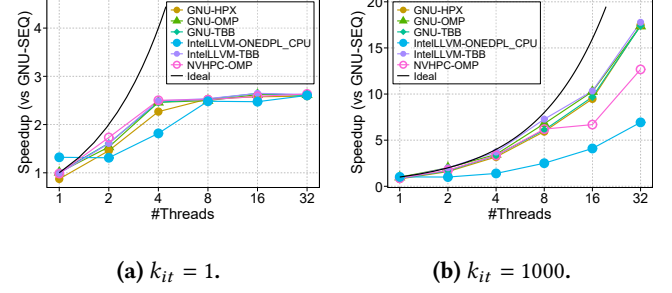 Speedup (vs GNU-SEQ)
4
3
2
1
GNU-HPX
GNU-OMP
GNU-TBB
IntelLLVM-ONEDPL_CPU
IntelLLVM-TBB
NVHPC-OMP
Ideal
1 2 4 8 16 32
#Threads
(a) k_it = 1.
Speedup (vs GNU-SEQ)
20
15
10
5
0
GNU-HPX
GNU-OMP
GNU-TBB
IntelLLVM-ONEDPL_CPU
IntelLLVM-TBB
NVHPC-OMP
Ideal
1 2 4 8 16 32
#Threads
(b) k_it = 1000.